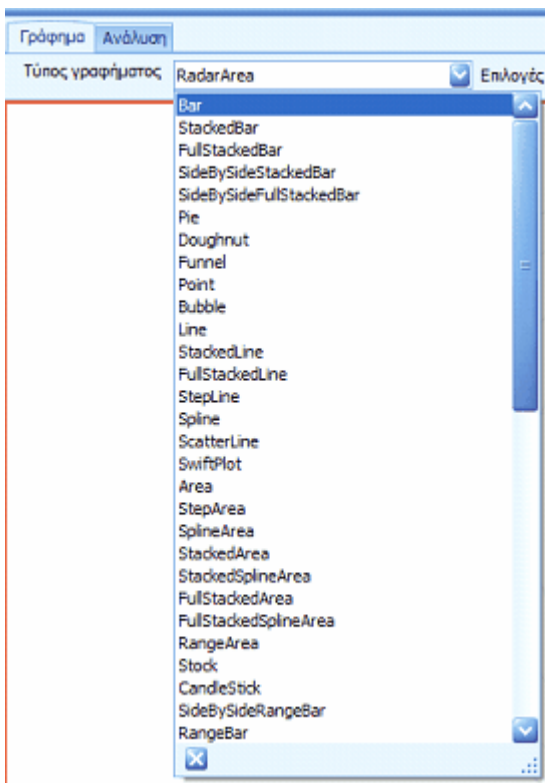 Γράφημα Ανάλυση
Τύπος γραφήματος RadarArea Επιλογές
Bar
StackedBar
FullStackedBar
SideBySideStackedBar
SideBySideFullStackedBar
Pie
Doughnut
Funnel
Point
Bubble
Line
StackedLine
FullStackedLine
StepLine
Spline
ScatterLine
SwiftPlot
Area
StepArea
SplineArea
StackedArea
StackedSplineArea
FullStackedArea
FullStackedSplineArea
RangeArea
Stock
CandleStick
SideBySideRangeBar
RangeBar